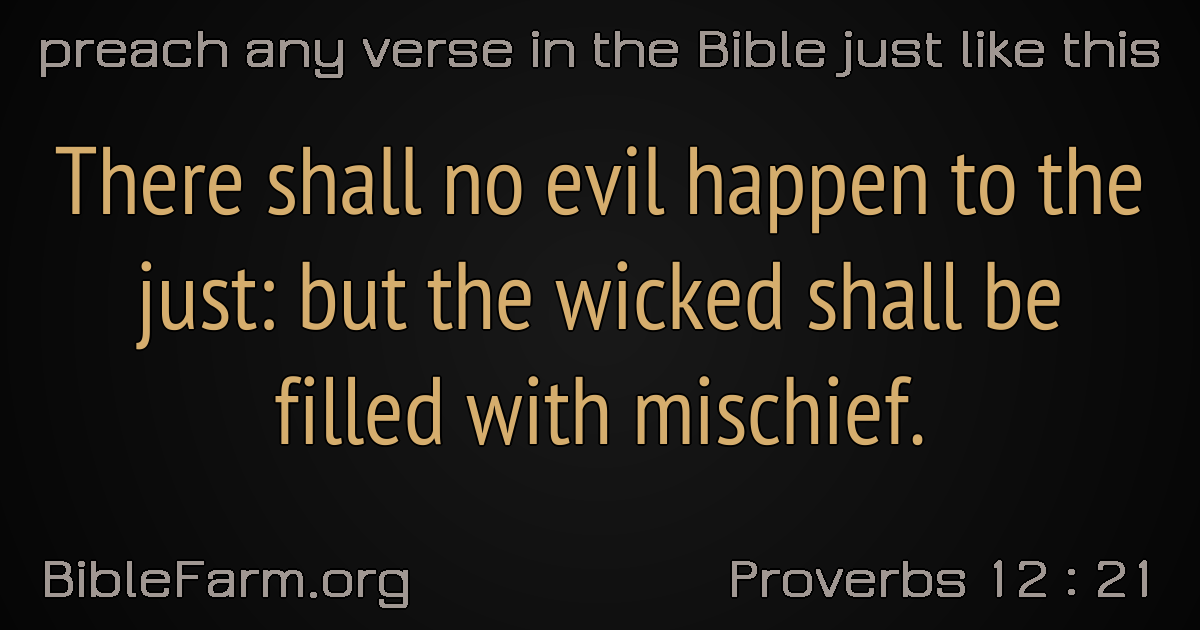 preach any verse in the Bible just like this
There shall no evil happen to the
just: but the wicked shall be
filled with mischief.
BibleFarm.org
Proverbs 12 : 21